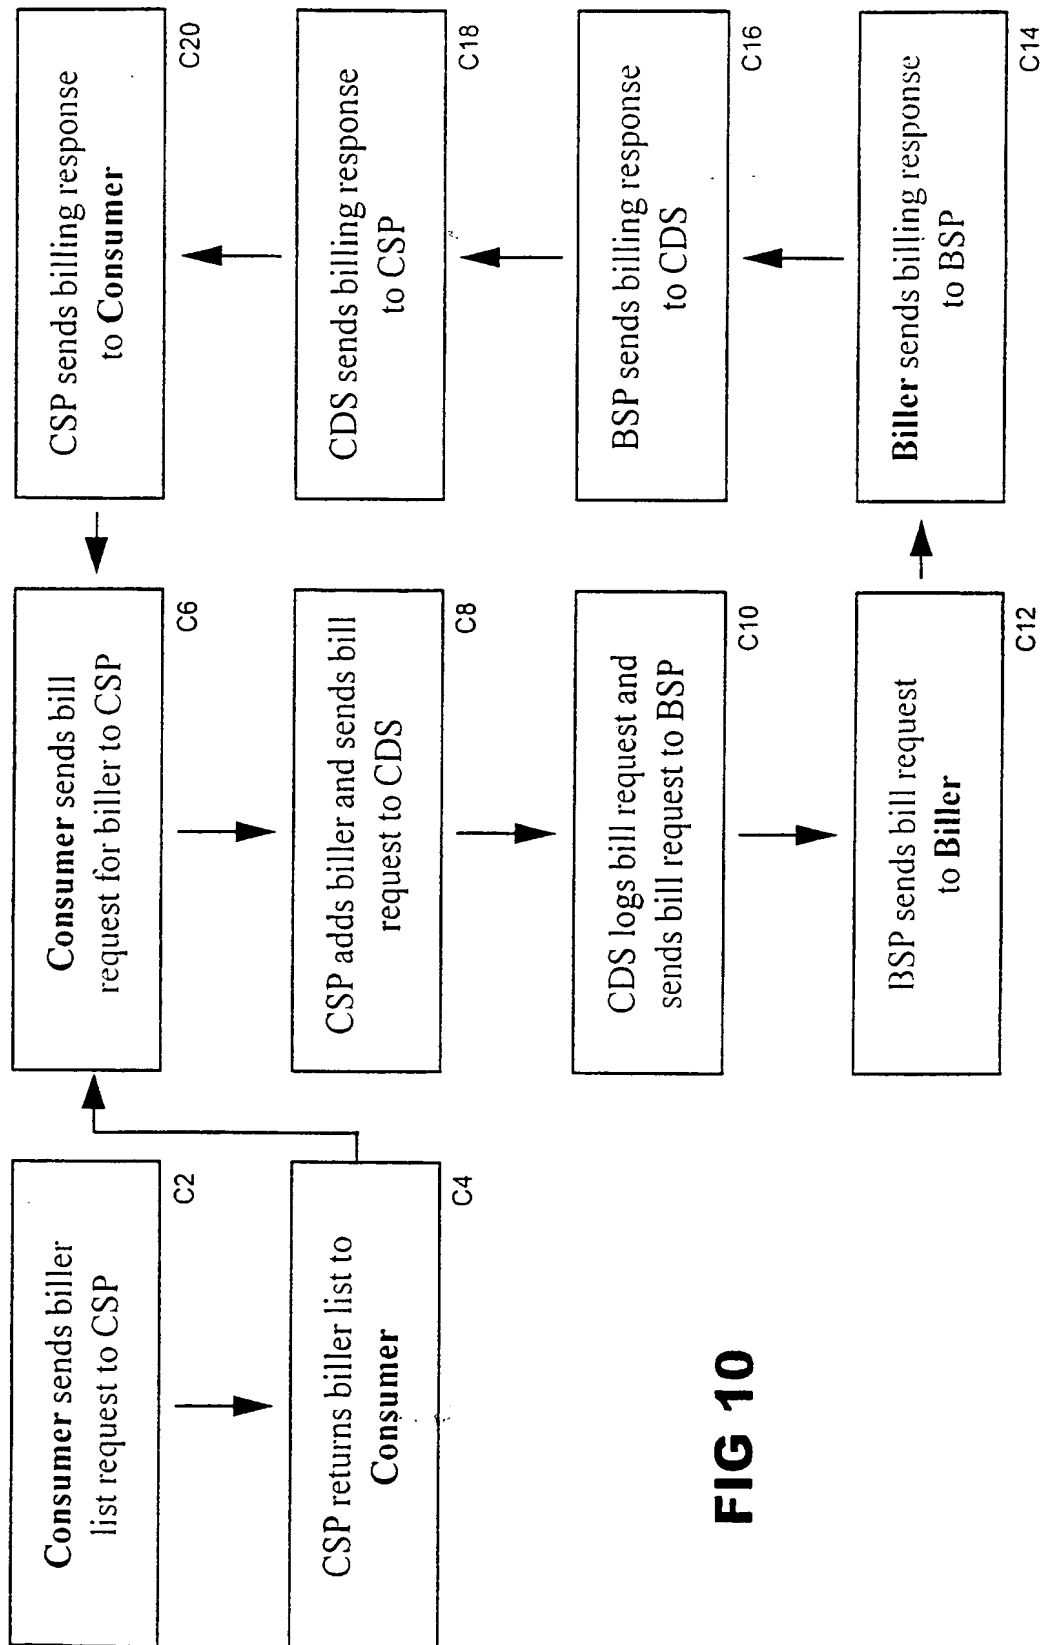 Consumer sends biller
list request to CSP
C2
CSP returns biller list to
Consumer
C4
Consumer sends bill
request for biller to CSP
C6
CSP adds biller and sends bill
request to CDS
C8
CDS logs bill request and
sends bill request to BSP
C10
BSP sends bill request
to Biller
C12
Biller sends billing response
to BSP
C14
BSP sends billing response
to CDS
C16
CDS sends billing response
to CSP
C18
CSP sends billing response
to Consumer
C20
FIG 10